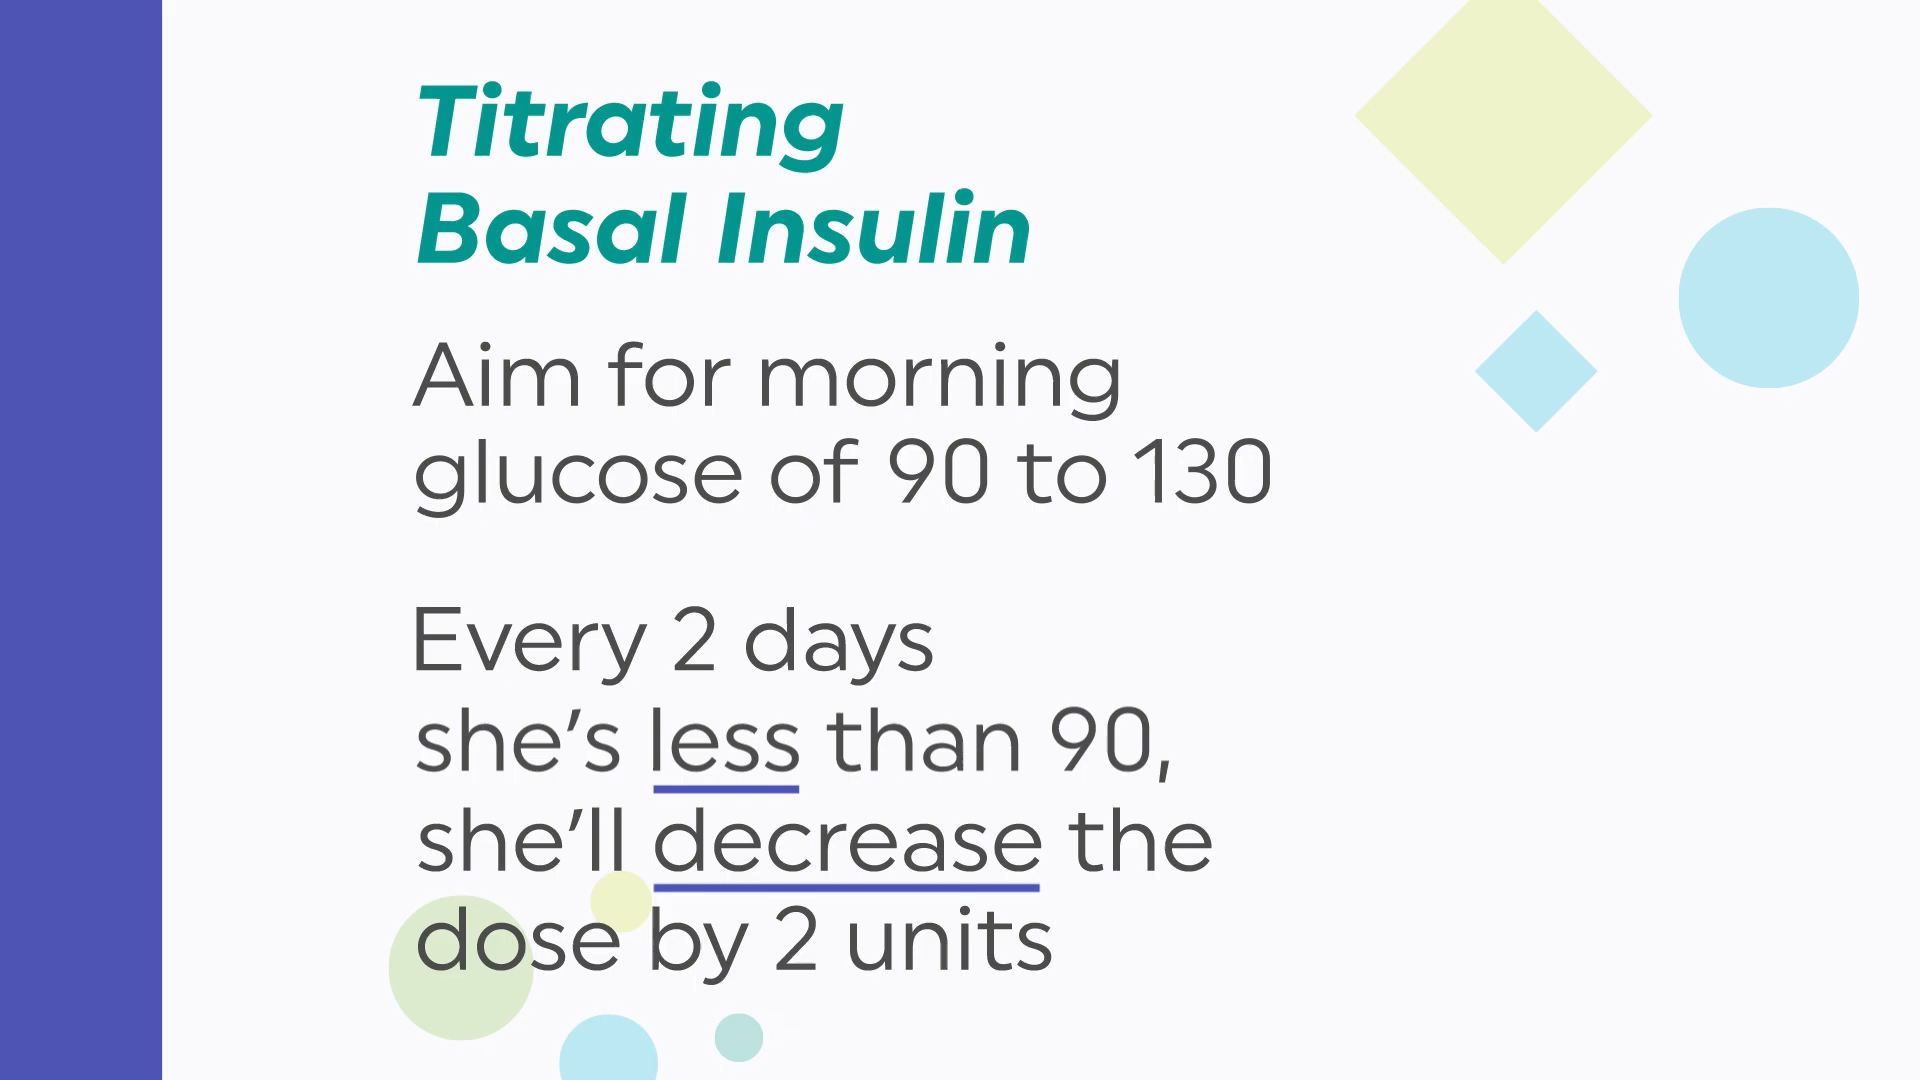 Titrating
Basal Insulin
Aim for morning
glucose of 90 to 130
Every 2 days
she’s less than 90,
she’ll decrease the
dose by 2 units